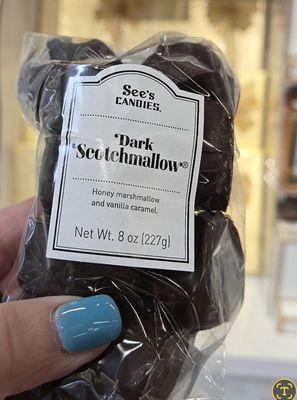 See's
CANDIES®
Dark
Scotchmallow®
Honey marshmallow
and vanilla caramel.
Net Wt. 8 oz (227g)